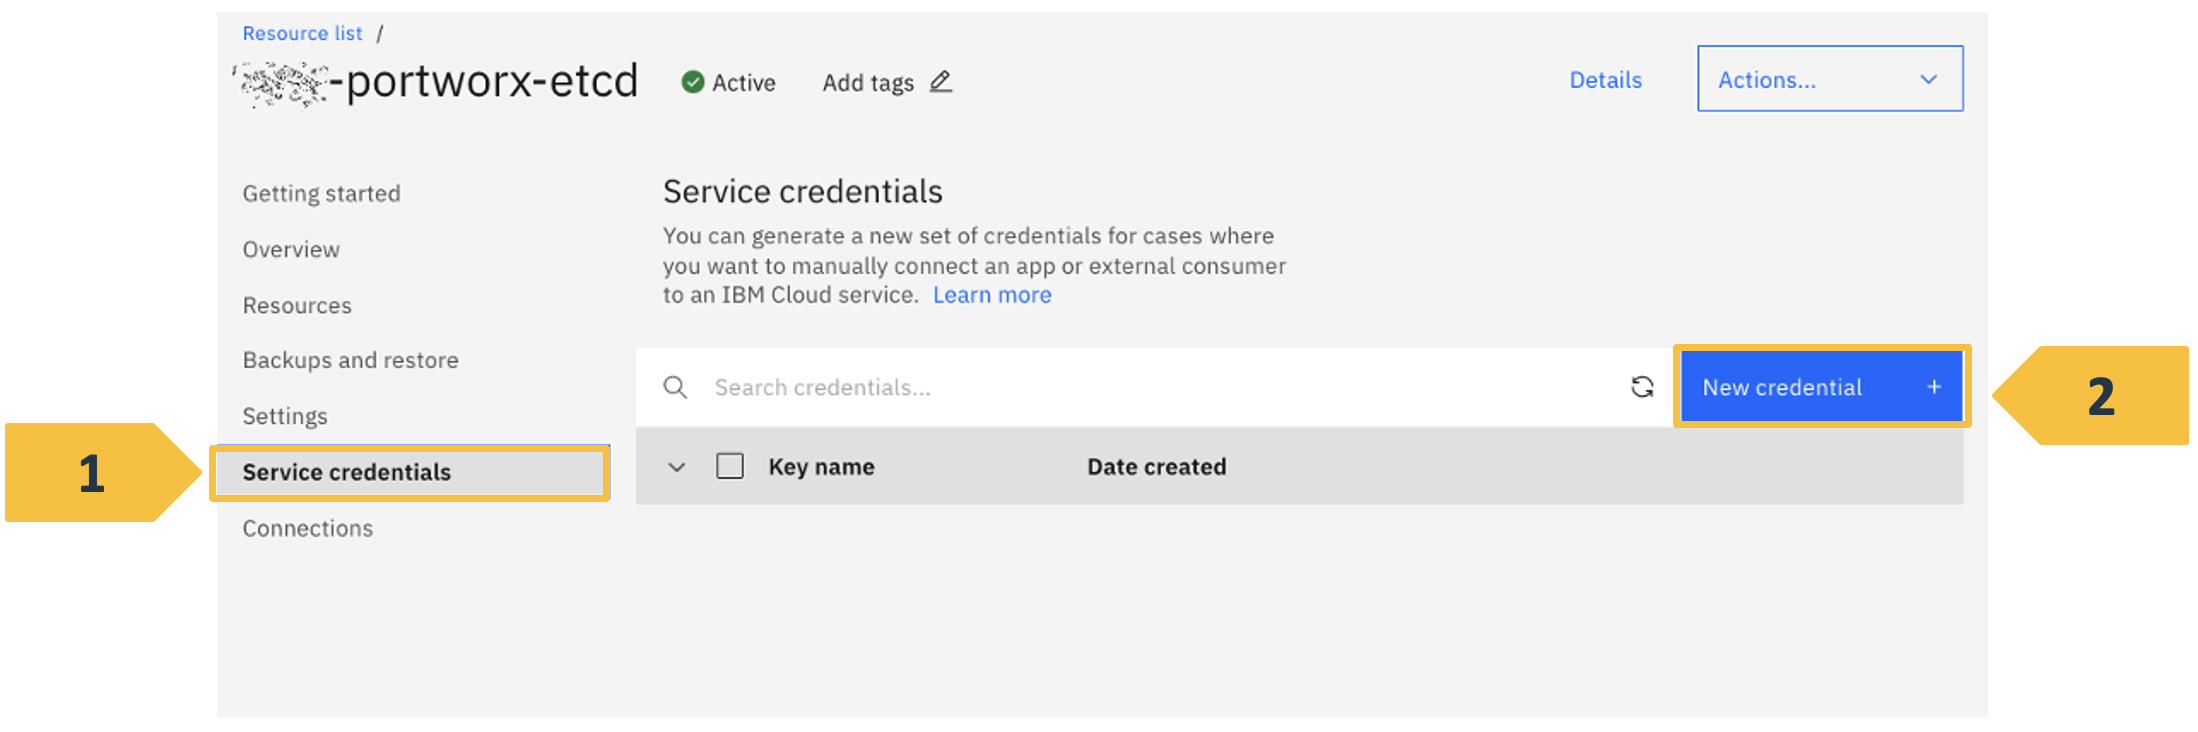 Resource list /
-portworx-etcd Active Add tags Details Actions...
Getting started
Overview
Resources
Backups and restore
Settings
1 Service credentials
Connections
Service credentials
You can generate a new set of credentials for cases where
you want to manually connect an app or external consumer
to an IBM Cloud service. Learn more
Search credentials... New credential + 2
Key name Date created